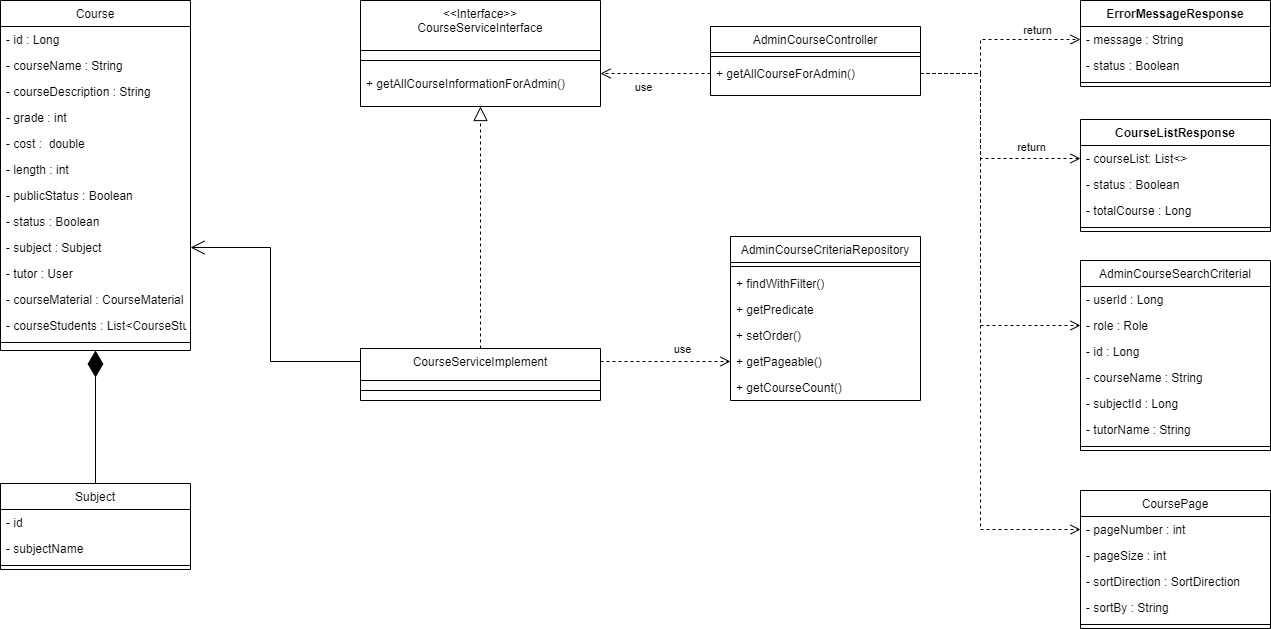 Course
- id : Long
- courseName : String
- courseDescription : String
- grade : int
- cost :  double
- length : int
- publicStatus : Boolean
- status : Boolean
- subject : Subject
- tutor : User
- courseMaterial : CourseMaterial
- courseStudents : List<CourseStu
Subject
- id
- subjectName
<<Interface>>
CourseServiceInterface
+ getAllCourseInformationForAdmin()
use
AdminCourseController
+ getAllCourseForAdmin()
CourseServiceImplement
use
AdminCourseCriteriaRepository
+ findWithFilter()
+ getPredicate
+ setOrder()
+ getPageable()
+ getCourseCount()
return
ErrorMessageResponse
- message : String
- status : Boolean
return
CourseListResponse
- courseList: List<>
- status : Boolean
- totalCourse : Long
AdminCourseSearchCriterial
- userId : Long
- role : Role
- id : Long
- courseName : String
- subjectId : Long
- tutorName : String
CoursePage
- pageNumber : int
- pageSize : int
- sortDirection : SortDirection
- sortBy : String